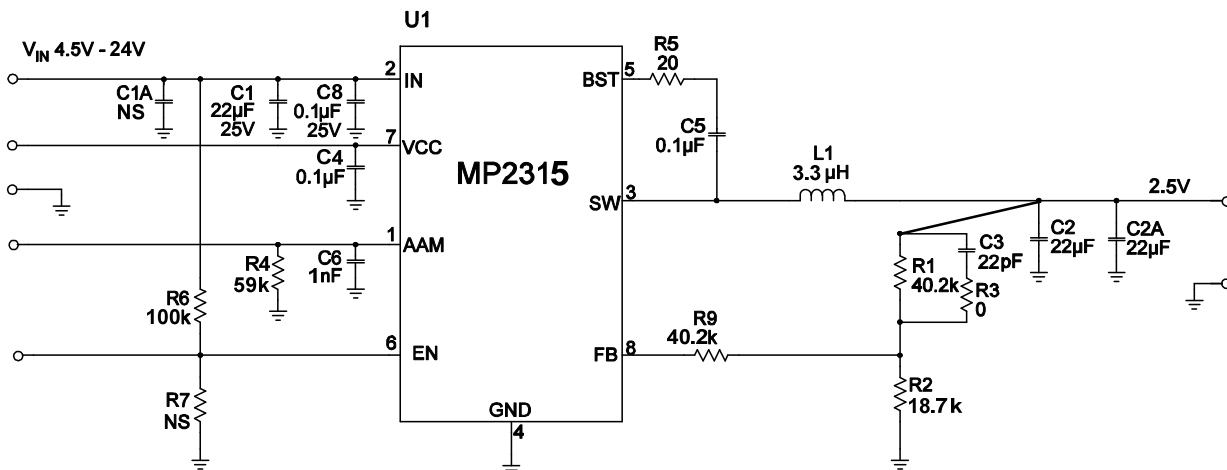 U1
V_IN 4.5V - 24V
2
IN
C1A
NS
C1
22µF
25V
C8
0.1µF
25V
7
VCC
C4
0.1µF
1
AAM
R4
59k
C6
1nF
R6
100k
6
EN
R7
NS
MP2315
GND
4
BST
5
R5
20
C5
0.1µF
SW
3
L1
3.3 µH
2.5V
C2
22µF
C2A
22µF
C3
22pF
R1
40.2k
R3
0
R9
40.2k
FB
8
R2
18.7k